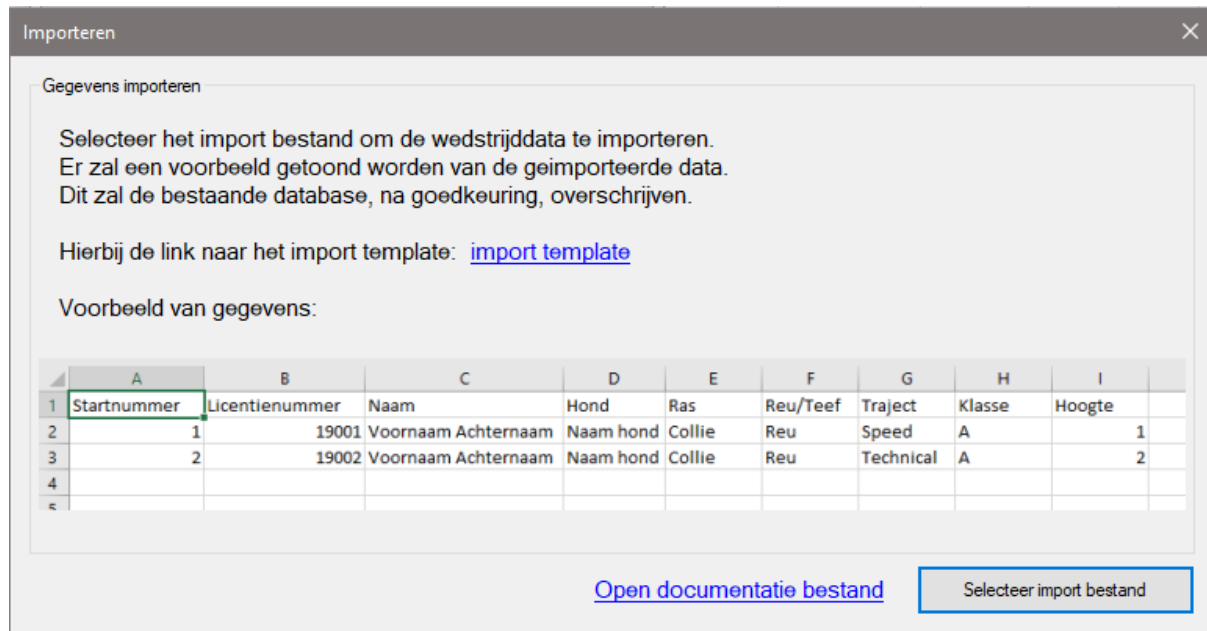 Importeren
Gegevens importeren
Selecteer het import bestand om de wedstrijddata te importeren.
Er zal een voorbeeld getoond worden van de geimporteerde data.
Dit zal de bestaande database, na goedkeuring, overschrijven.
Hierbij de link naar het import template: import template
Voorbeeld van gegevens:
A B C D E F G H I
1 Startnummer Licentienummer Naam Hond Ras Reu/Teef Traject Klasse Hoogte
2 1 19001 Voornaam Achternaam Naam hond Collie Reu Speed A 1
3 2 19002 Voornaam Achternaam Naam hond Collie Reu Technical A 2
4
5
Open documentatie bestand Selecteer import bestand